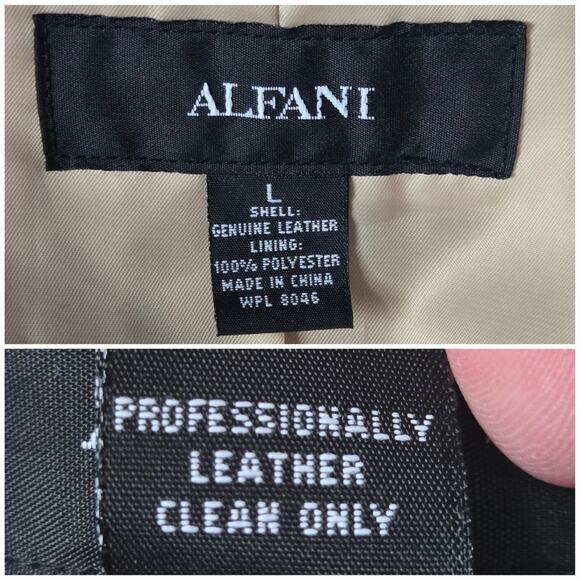 ALFANI
L
SHELL:
GENUINE LEATHER
LINING:
100% POLYESTER
MADE IN CHINA
WPL 8046
PROFESSIONALLY
LEATHER
CLEAN ONLY